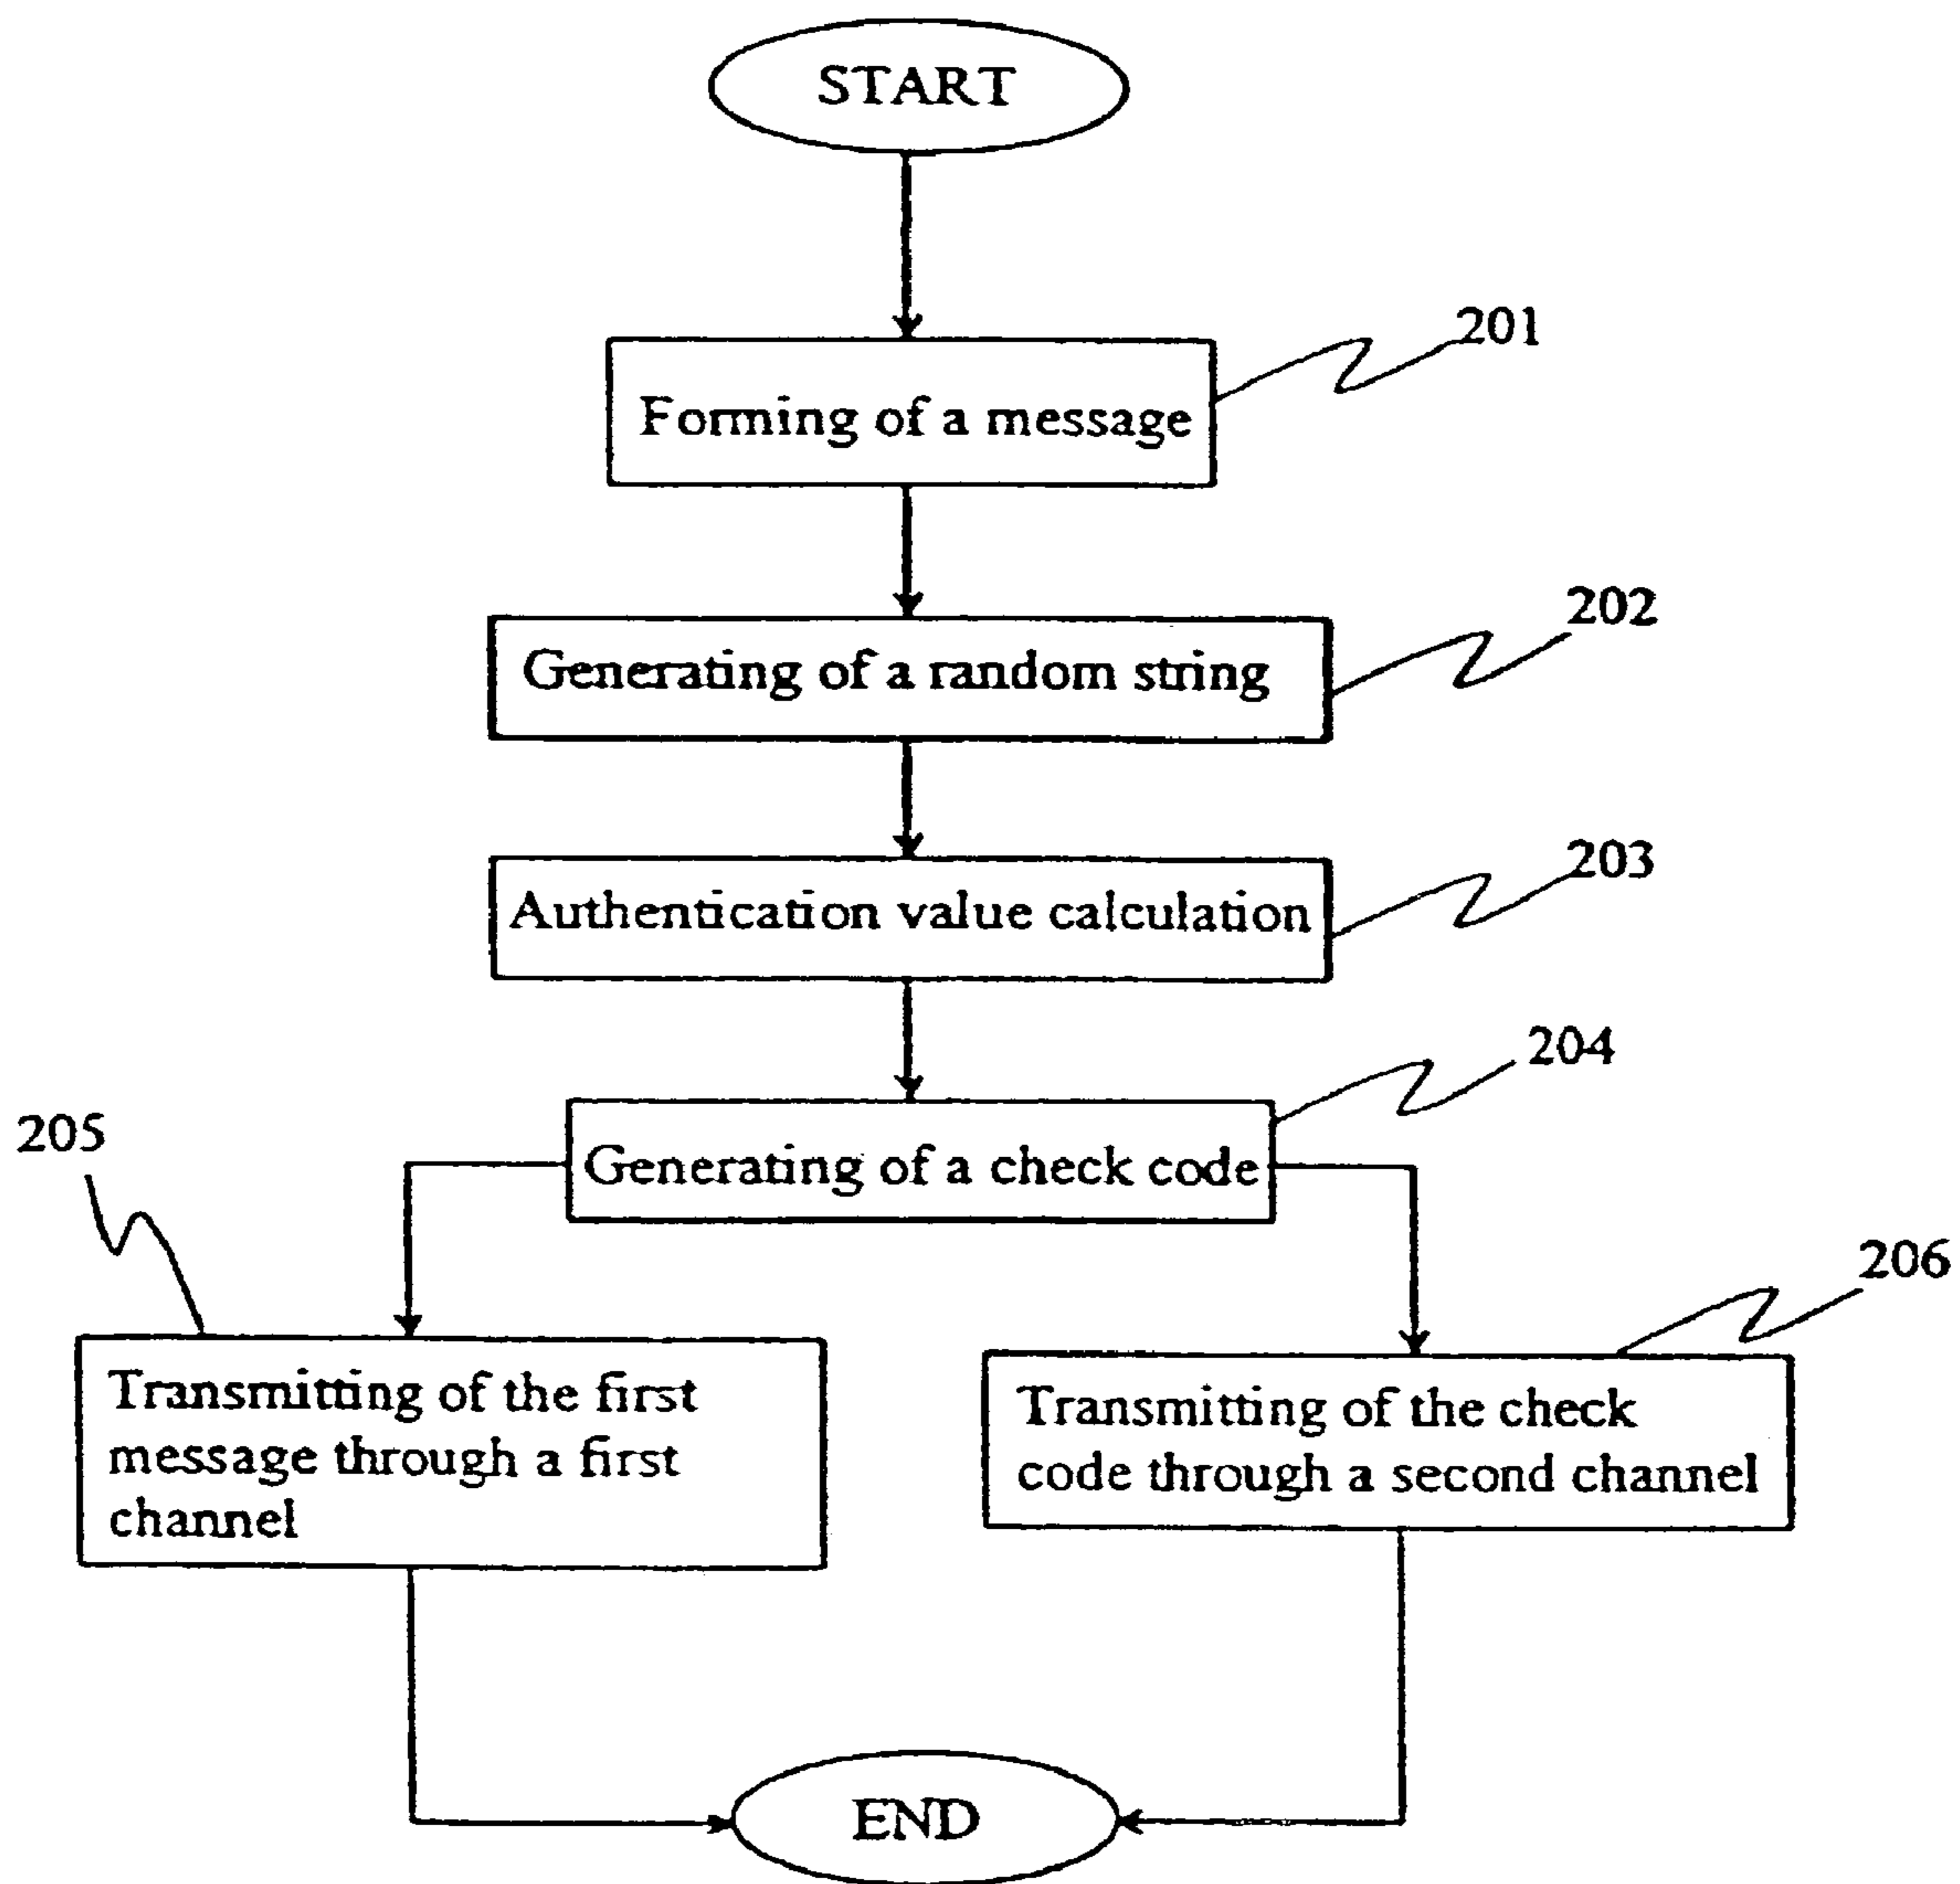 START
201
Forming of a message
202
Generating of a random string
203
Authentication value calculation
204
Generating of a check code
205
206
Transmitting of the first
message through a first
channel
Transmitting of the check
code through a second channel
END